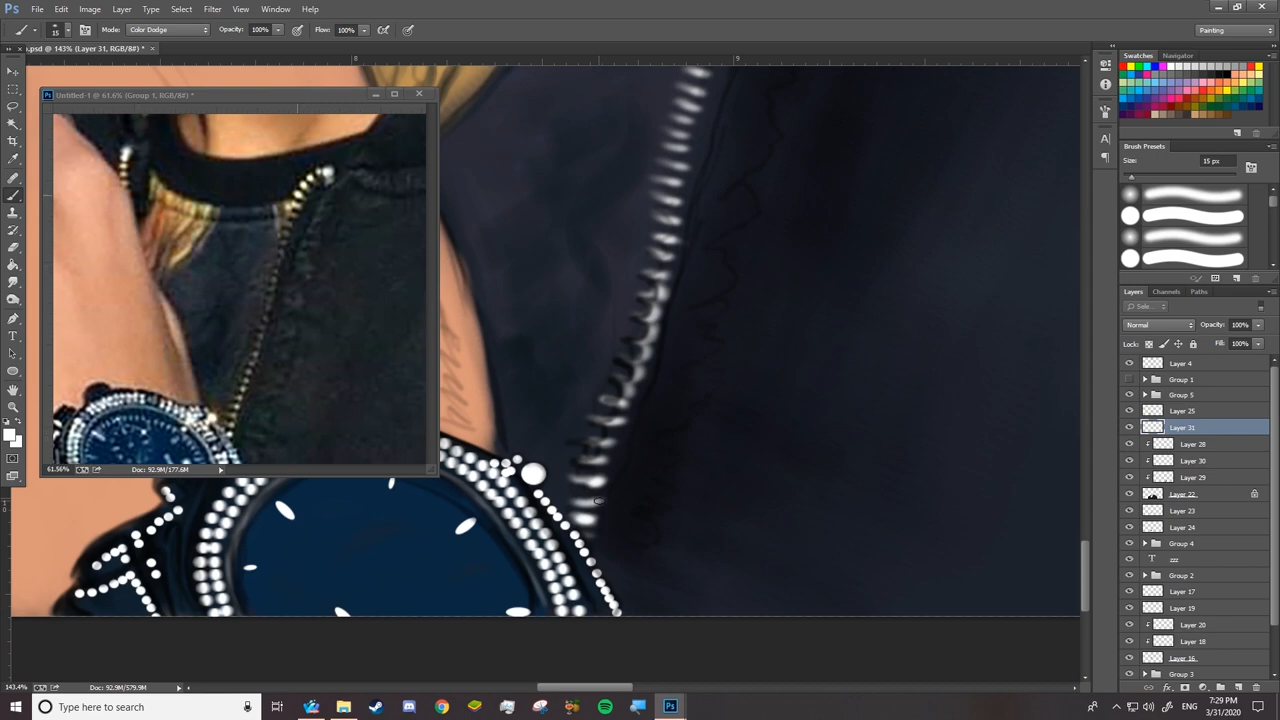 Ps File Edit Image Layer Type Select Filter View Window Help
15 Mode: Color Dodge Opacity: 100% Flow: 100% Painting
.psd @ 143% (Layer 31, RGB/8#) *
8 9
Untitled-1 @ 61.6% (Group 1, RGB/8#) *
61.56% Doc: 92.9M/177.6M
Swatches Navigator
Brush Presets
Size: 15 px
Layers Channels Paths
Sele...
Normal Opacity: 100%
Lock: Fill: 100%
Layer 4
Group 1
Group 5
Layer 25
Layer 31
Layer 28
Layer 30
Layer 29
Layer 22
Layer 23
Layer 24
Group 4
T
Group 2
Layer 17
Layer 19
Layer 20
Layer 18
Layer 16
Group 3
143.4% Doc: 92.9M/579.9M
Type here to search
7:29 PM
3/31/2020